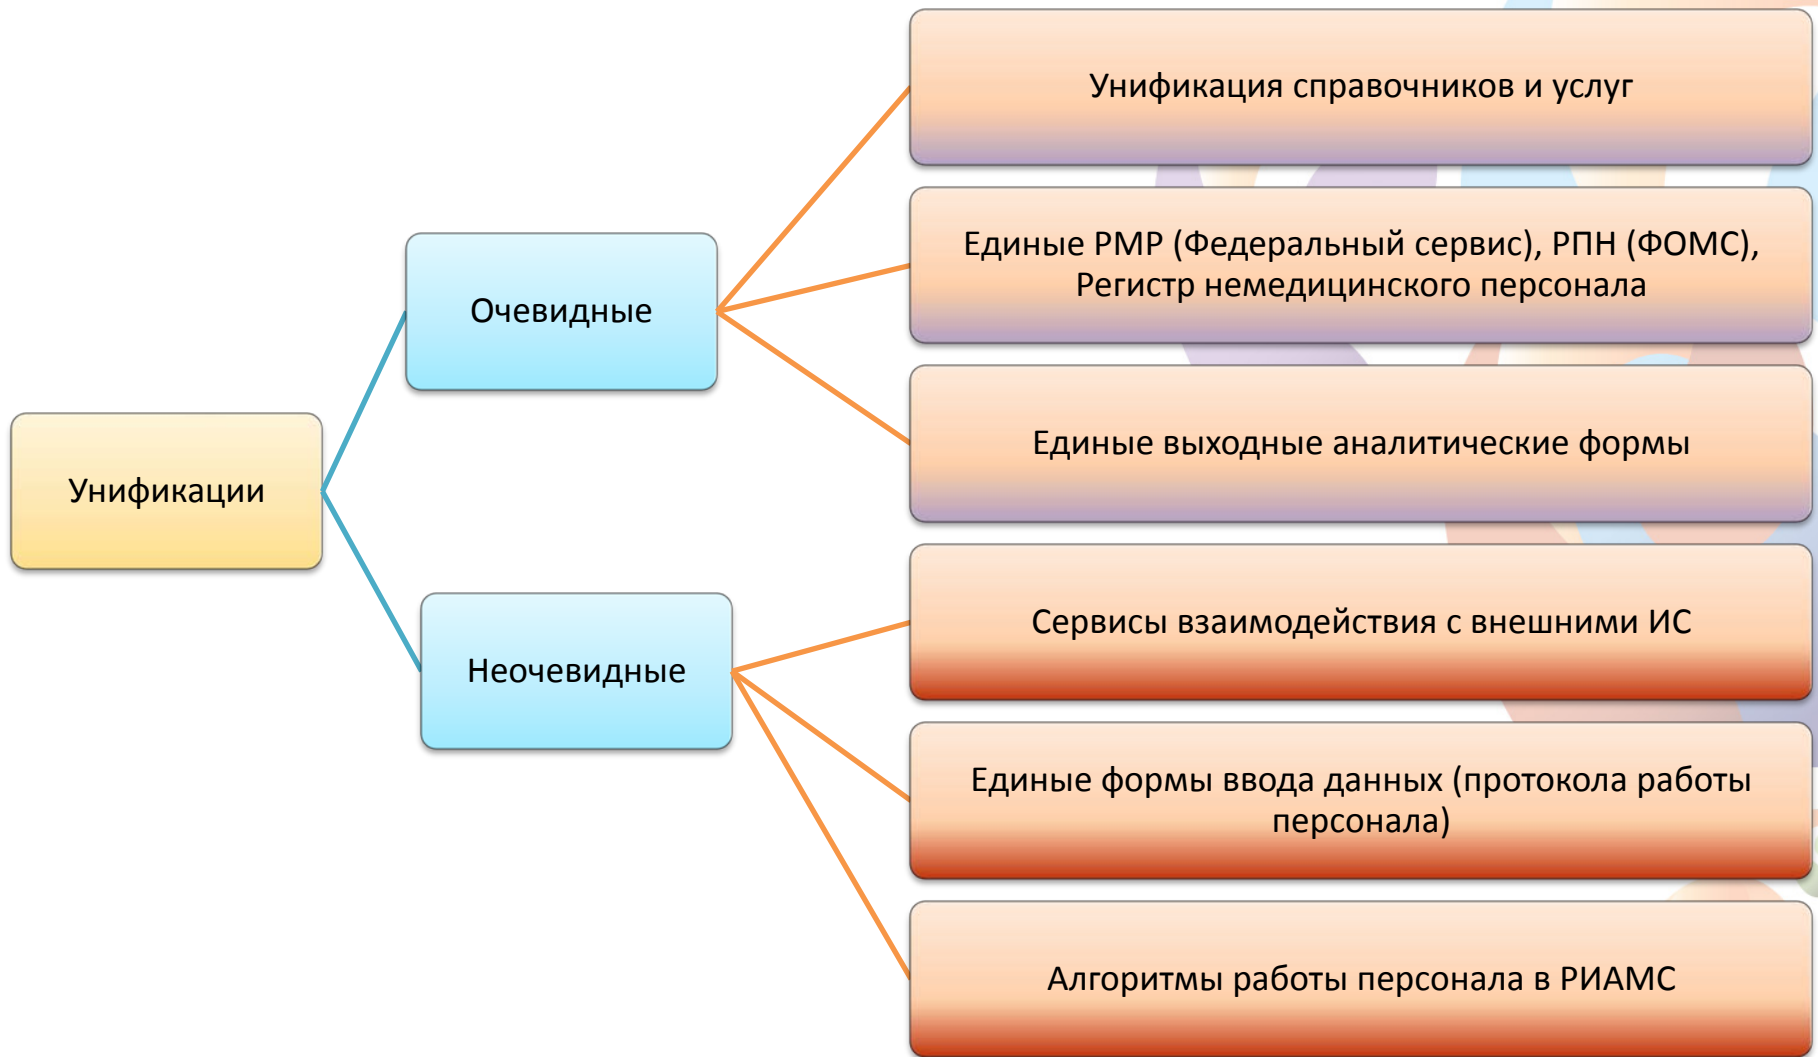 Унификации
Очевидные
Унификация справочников и услуг
Единые РМР (Федеральный сервис), РПН (ФОМС),
Регистр немедицинского персонала
Единые выходные аналитические формы
Неочевидные
Сервисы взаимодействия с внешними ИС
Единые формы ввода данных (протокола работы
персонала)
Алгоритмы работы персонала в РИАМС